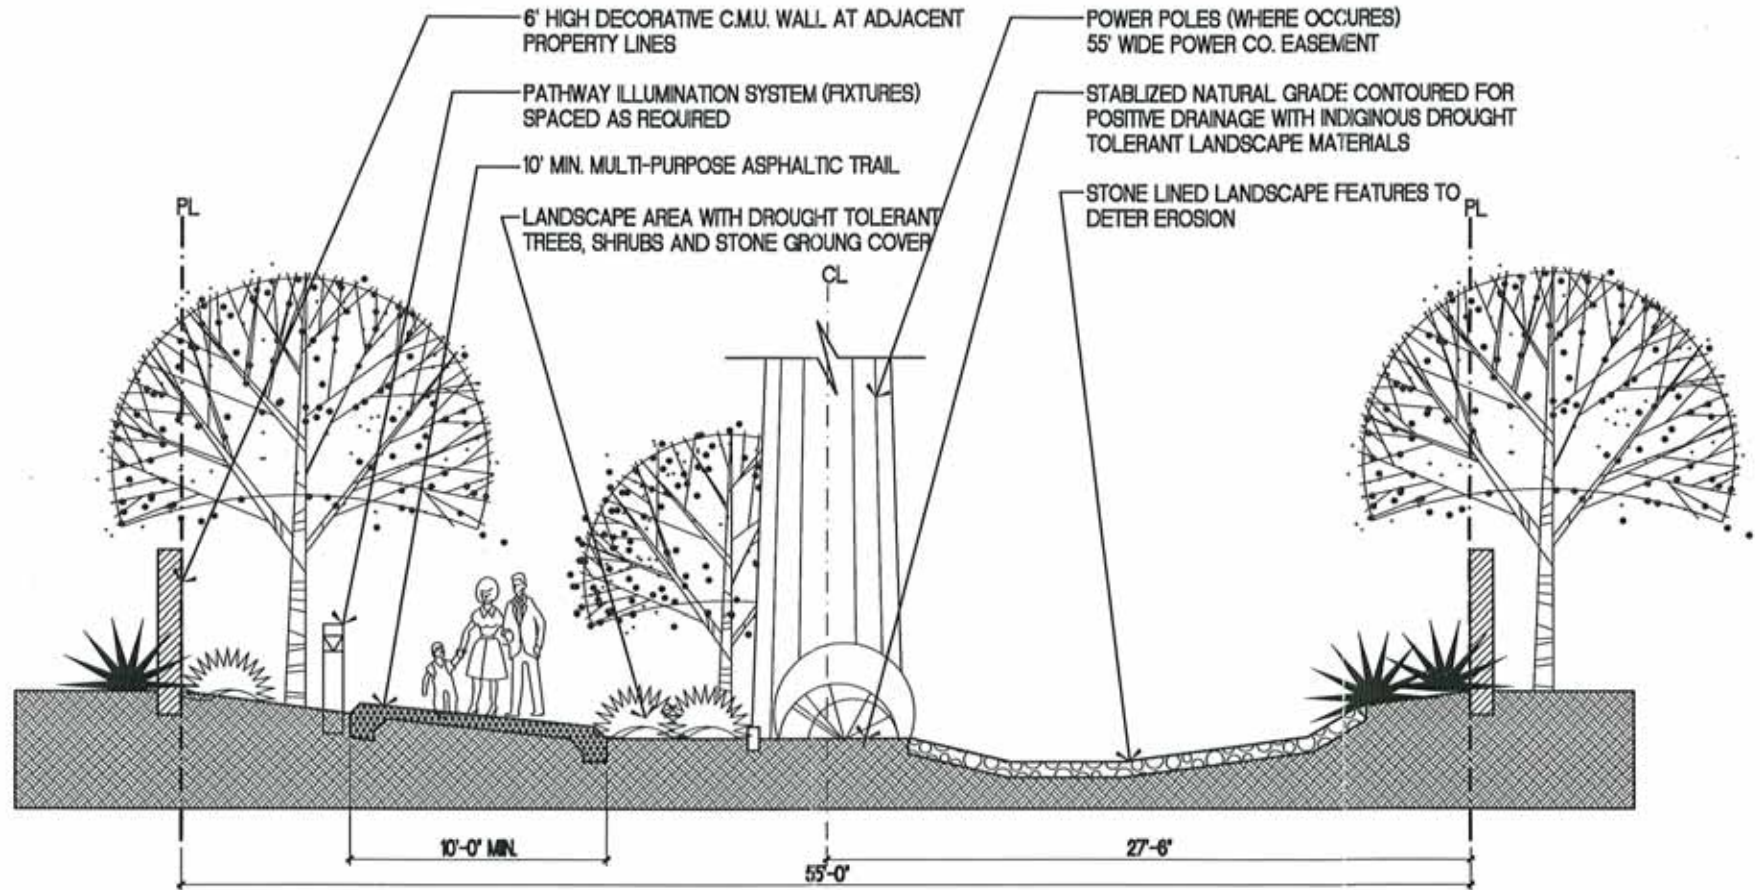 6' HIGH DECORATIVE C.M.U. WALL AT ADJACENT
PROPERTY LINES
PATHWAY ILLUMINATION SYSTEM (FIXTURES)
SPACED AS REQUIRED
10' MIN. MULTI-PURPOSE ASPHALTIC TRAIL
LANDSCAPE AREA WITH DROUGHT TOLERANT
TREES, SHRUBS AND STONE GROUNG COVER
POWER POLES (WHERE OCCURES)
55' WIDE POWER CO. EASEMENT
STABLIZED NATURAL GRADE CONTOURED FOR
POSITIVE DRAINAGE WITH INDIGINOUS DROUGHT
TOLERANT LANDSCAPE MATERIALS
STONE LINED LANDSCAPE FEATURES TO
DETER EROSION
PL
CL
PL
10'-0" MIN.
27'-6"
55'-0"